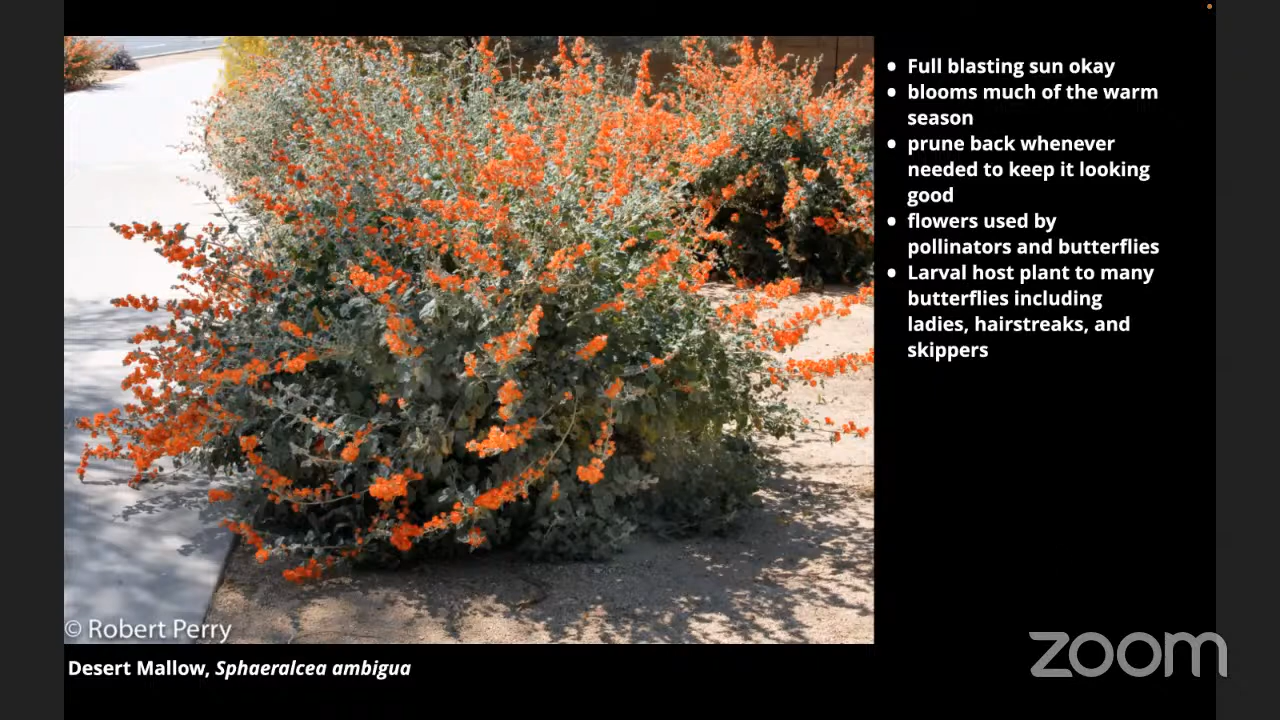 Full blasting sun okay
blooms much of the warm
season
prune back whenever
needed to keep it looking
good
flowers used by
pollinators and butterflies
Larval host plant to many
butterflies including
ladies, hairstreaks, and
skippers
© Robert Perry
Desert Mallow, Sphaeralcea ambigua
zoom